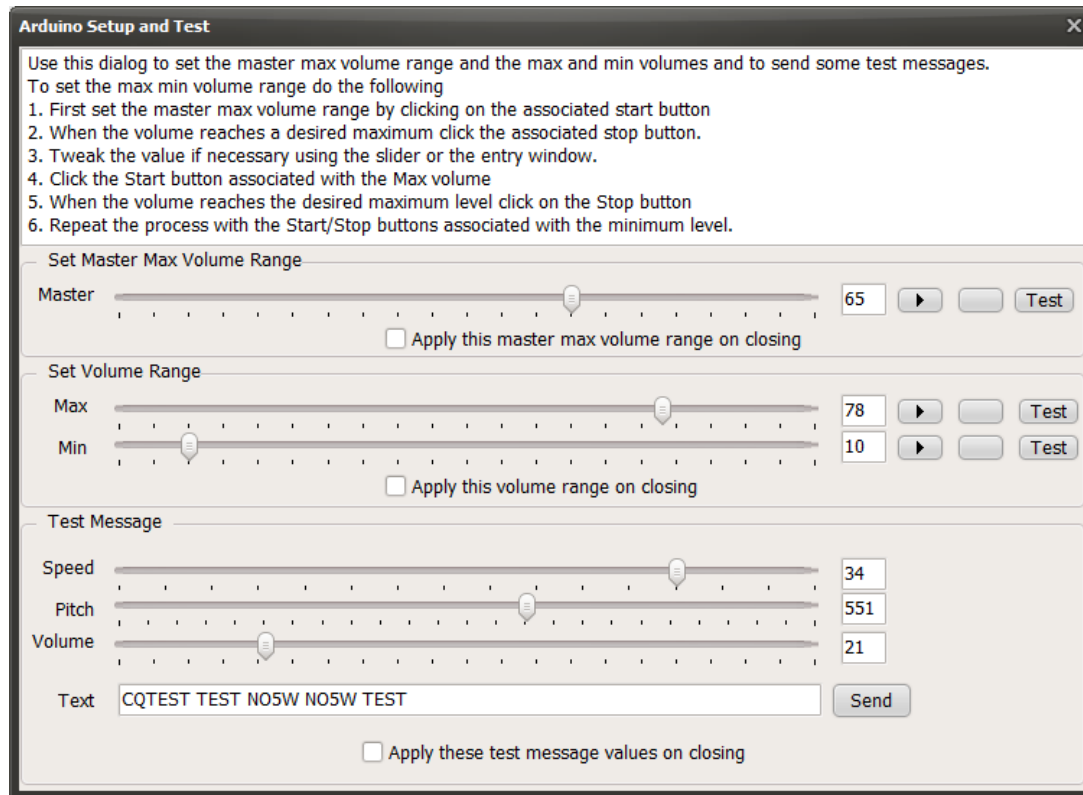 Arduino Setup and Test
Use this dialog to set the master max volume range and the max and min volumes and to send some test messages.
To set the max min volume range do the following
1. First set the master max volume range by clicking on the associated start button
2. When the volume reaches a desired maximum click the associated stop button.
3. Tweak the value if necessary using the slider or the entry window.
4. Click the Start button associated with the Max volume
5. When the volume reaches the desired maximum level click on the Stop button
6. Repeat the process with the Start/Stop buttons associated with the minimum level.
Set Master Max Volume Range
Master 65 Test
Apply this master max volume range on closing
Set Volume Range
Max 78 Test
Min 10 Test
Apply this volume range on closing
Test Message
Speed 34
Pitch 551
Volume 21
Text CQTEST TEST NO5W NO5W TEST Send
Apply these test message values on closing